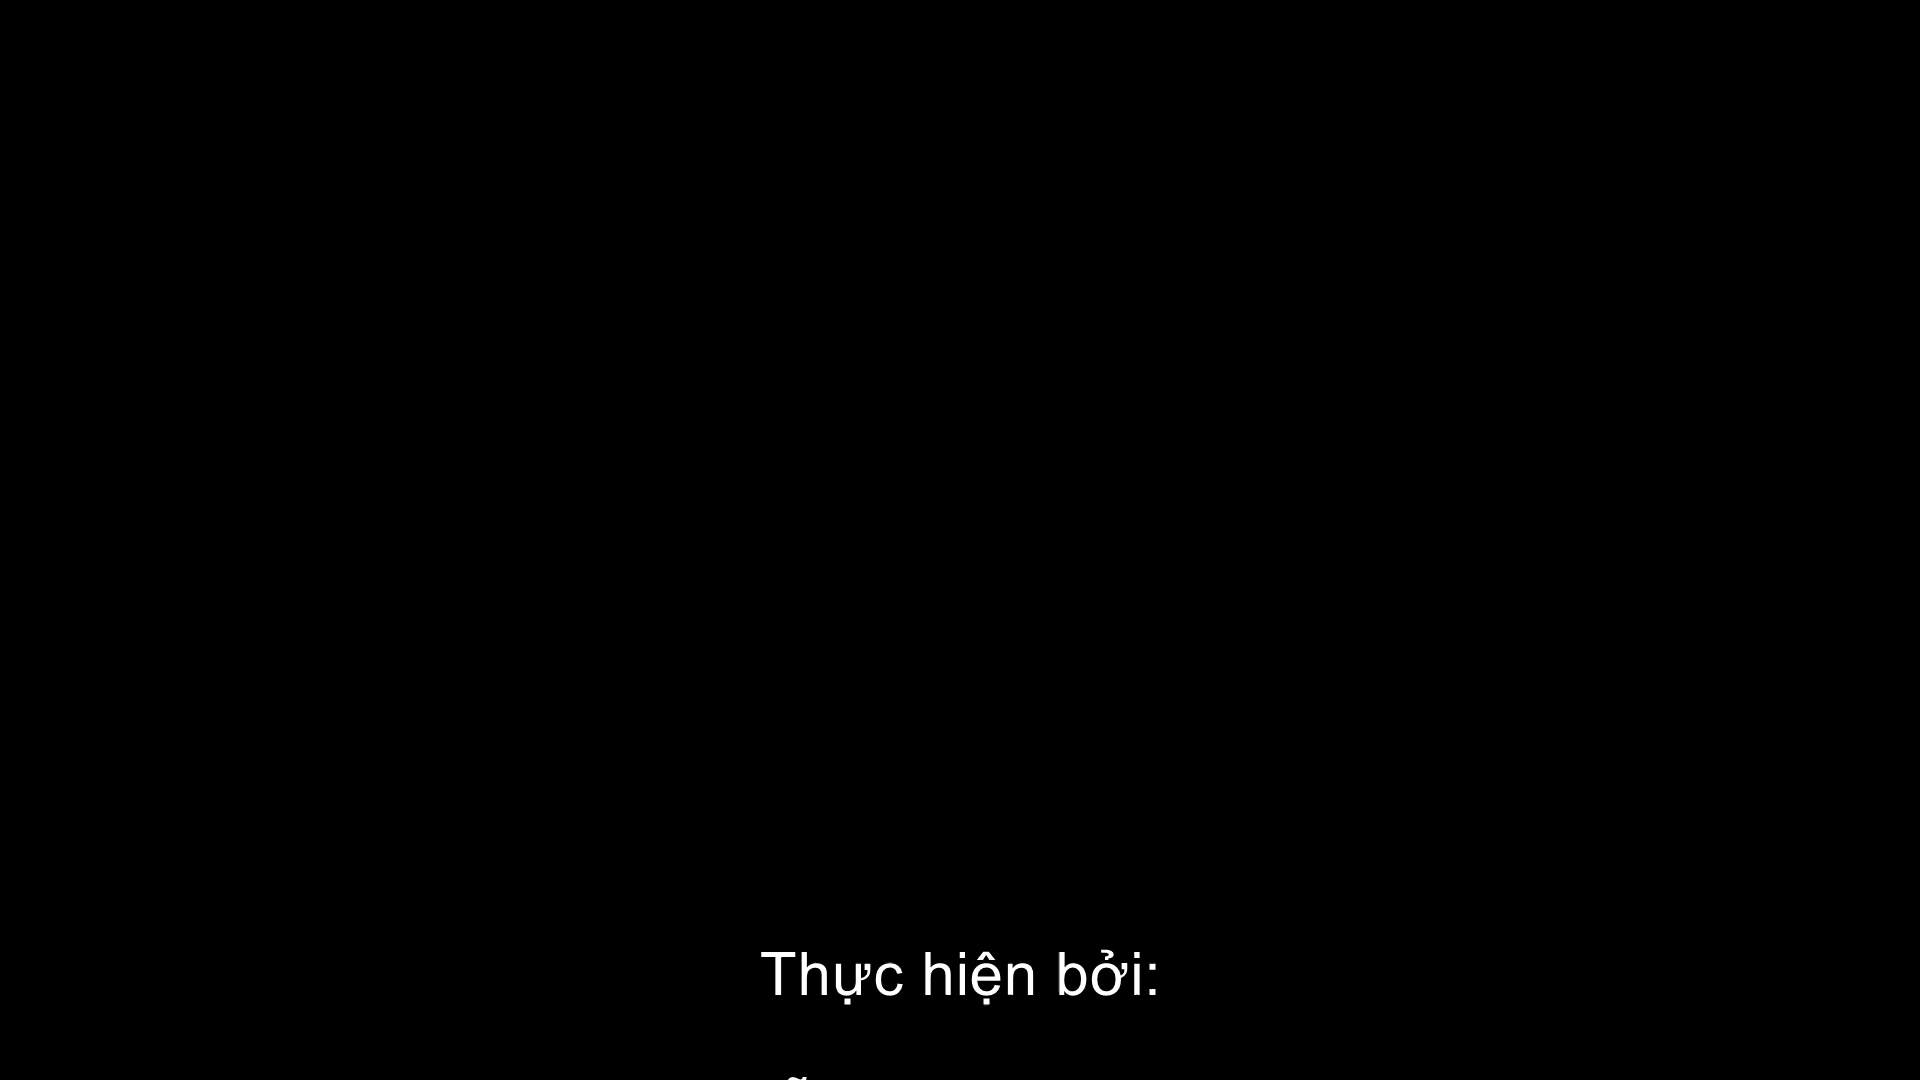 Thực hiện bởi: